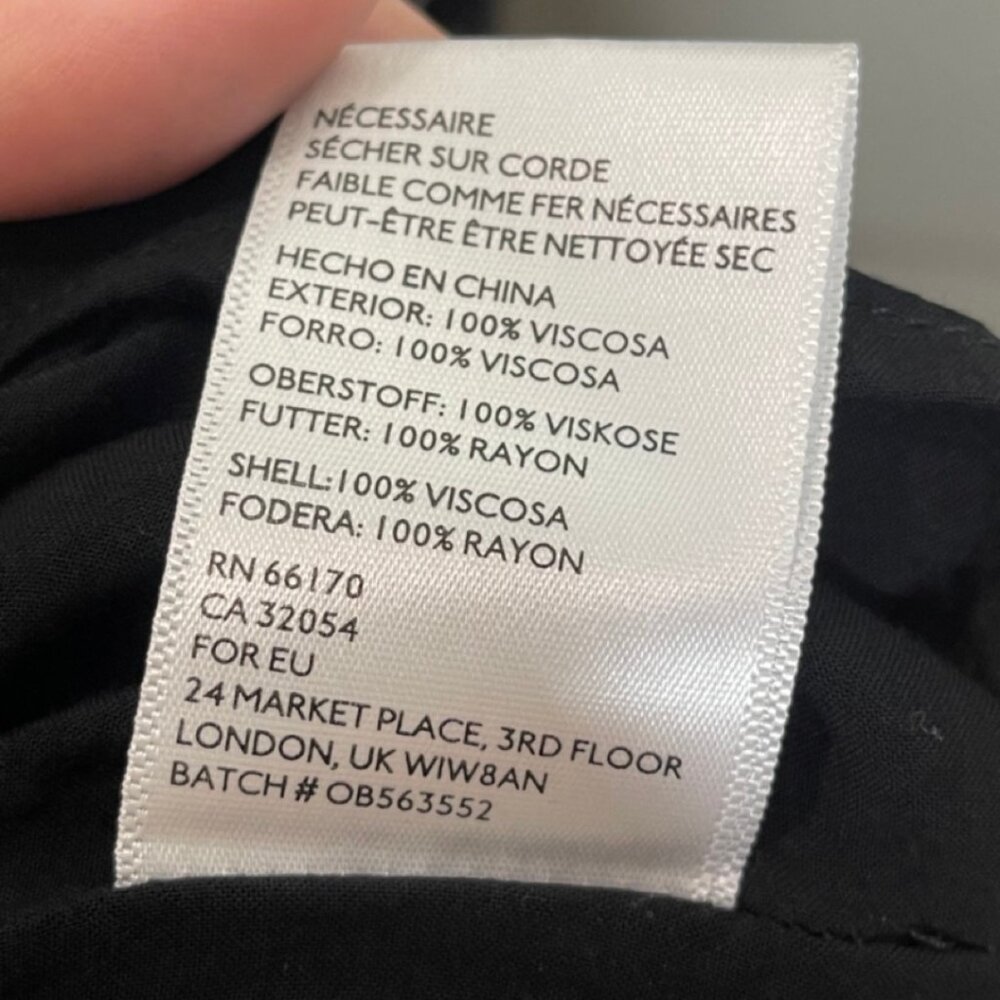 NÉCESSAIRE
SÉCHER SUR CORDE
FAIBLE COMME FER NÉCESSAIRES
PEUT-ÊTRE ÊTRE NETTOYÉE SEC
HECHO EN CHINA
EXTERIOR: 100% VISCOSA
FORRO: 100% VISCOSA
OBERSTOFF: 100% VISKOSE
FUTTER: 100% RAYON
SHELL:100% VISCOSA
FODERA: 100% RAYON
RN 66170
CA 32054
FOR EU
24 MARKET PLACE, 3RD FLOOR
LONDON, UK WIW8AN
BATCH # OB563552